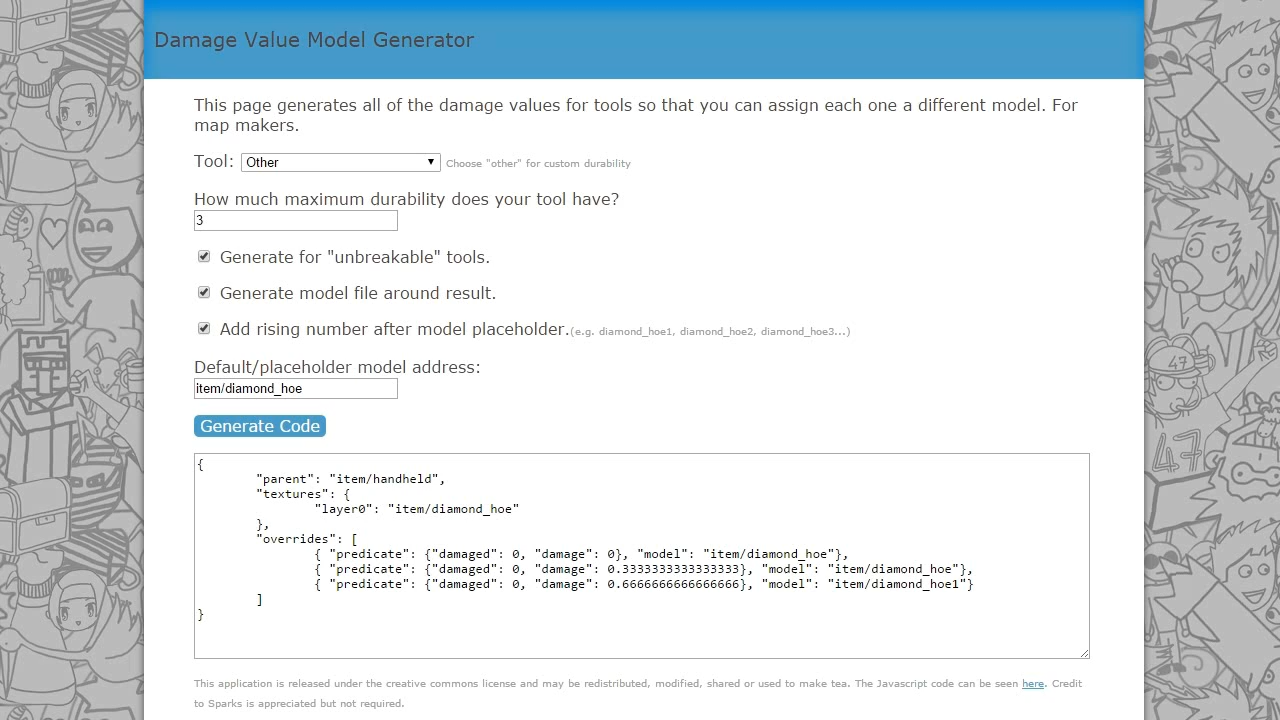 Damage Value Model Generator
This page generates all of the damage values for tools so that you can assign each one a different model. For
map makers.
Tool: Other Choose "other" for custom durability
How much maximum durability does your tool have?
3
Generate for "unbreakable" tools.
Generate model file around result.
Add rising number after model placeholder.(e.g. diamond_hoe1, diamond_hoe2, diamond_hoe3...)
Default/placeholder model address:
item/diamond_hoe
Generate Code
{
"parent": "item/handheld",
"textures": {
"layer0": "item/diamond_hoe"
},
"overrides": [
{ "predicate": {"damaged": 0, "damage": 0}, "model": "item/diamond_hoe"},
{ "predicate": {"damaged": 0, "damage": 0.3333333333333333}, "model": "item/diamond_hoe"},
{ "predicate": {"damaged": 0, "damage": 0.6666666666666666}, "model": "item/diamond_hoe1"}
]
}
This application is released under the creative commons license and may be redistributed, modified, shared or used to make tea. The Javascript code can be seen here. Credit
to Sparks is appreciated but not required.
47
47